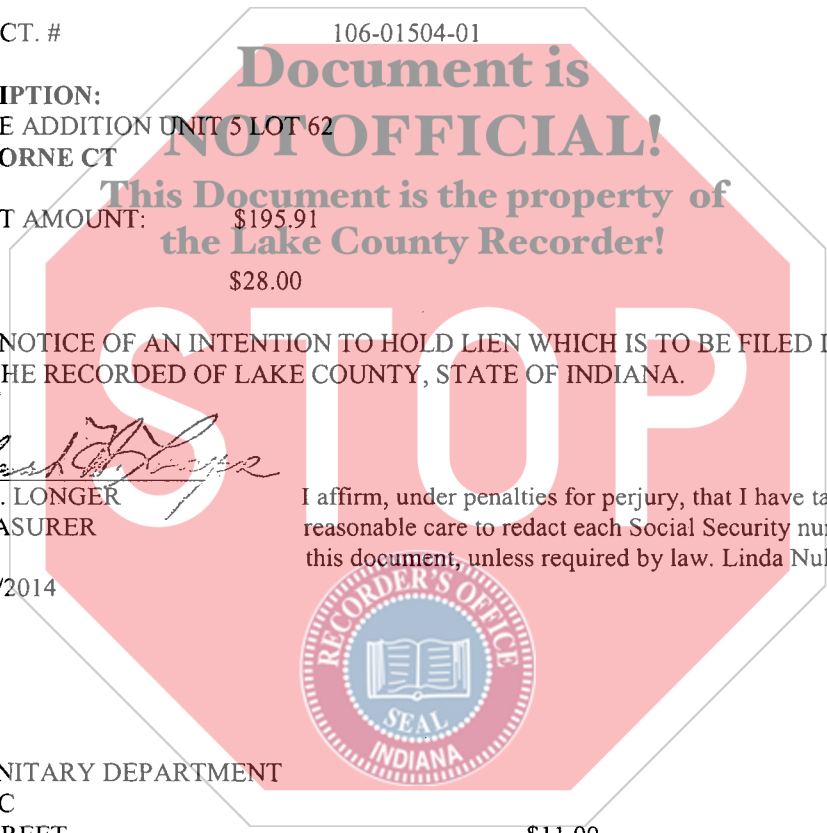 CT. # 106-01504-01
Document is
IPTION:
E ADDITION UNIT 5 LOT 62
NOT OFFICIAL!
ORNE CT
This Document is the property of
T AMOUNT: $195.91
the Lake County Recorder!
$28.00
NOTICE OF AN INTENTION TO HOLD LIEN WHICH IS TO BE FILED I
HE RECORDED OF LAKE COUNTY, STATE OF INDIANA.
STOP
. LONGER
ASURER
I affirm, under penalties for perjury, that I have ta
reasonable care to redact each Social Security nu
this document, unless required by law. Linda Nul
/2014
RECORDER'S OFFICE
SEAL
INDIANA
NITARY DEPARTMENT
C
REET
$11.00